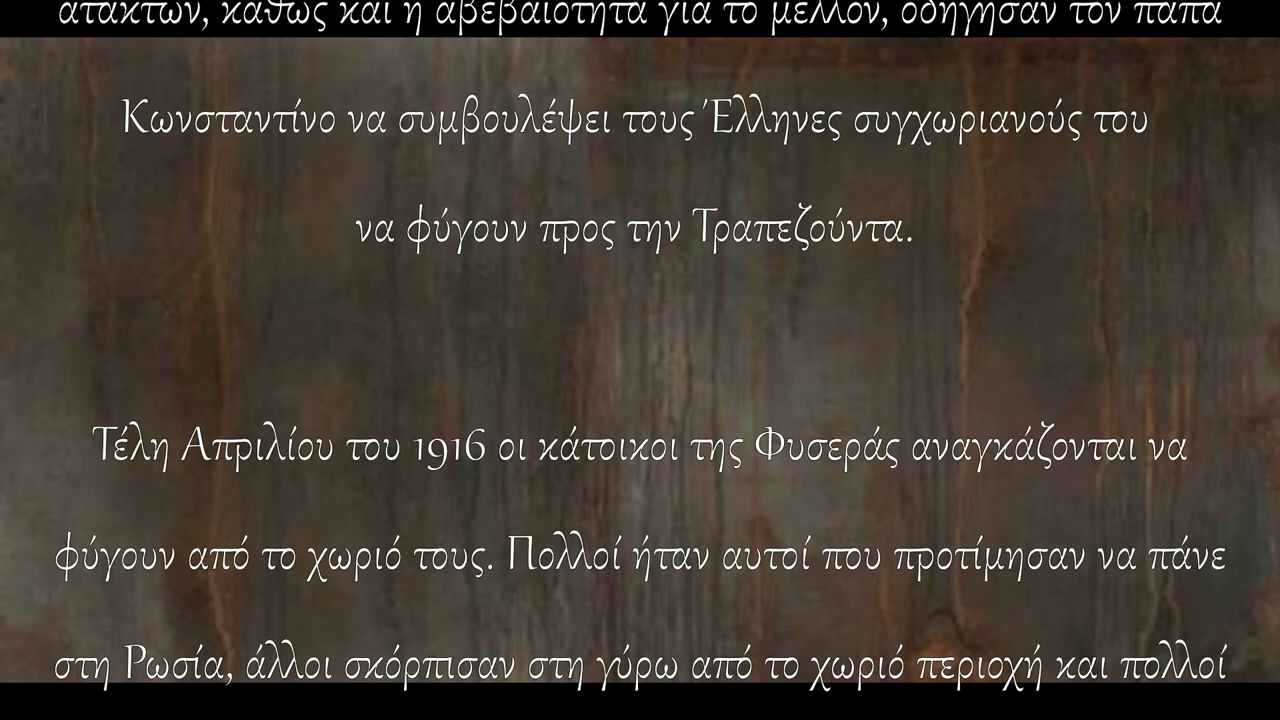 ατάκτων, καθώς και η αβεβαιότητα για το μέλλον, οδήγησαν τον παπά
Κωνσταντίνο να συμβουλέψει τους Έλληνες συγχωριανούς του
να φύγουν προς την Τραπεζούντα.
Τέλη Απριλίου του 1916 οι κάτοικοι της Φυσεράς αναγκάζονται να
φύγουν από το χωριό τους. Πολλοί ήταν αυτοί που προτίμησαν να πάνε
στη Ρωσία, άλλοι σκόρπισαν στη γύρω από το χωριό περιοχή και πολλοί